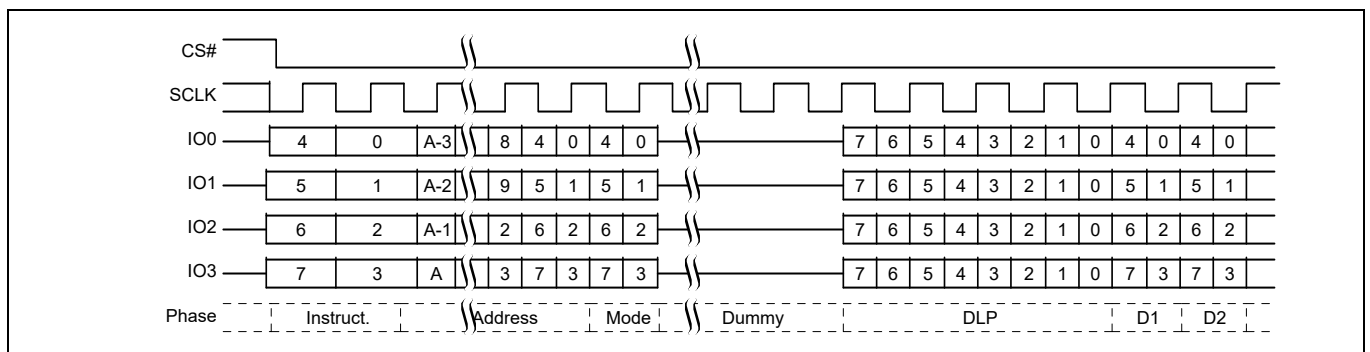 CS#
SCLK
IO0 4 0 A-3 8 4 0 4 0 7 6 5 4 3 2 1 0 4 0 4 0
IO1 5 1 A-2 9 5 1 5 1 7 6 5 4 3 2 1 0 5 1 5 1
IO2 6 2 A-1 2 6 2 6 2 7 6 5 4 3 2 1 0 6 2 6 2
IO3 7 3 A 3 7 3 7 3 7 6 5 4 3 2 1 0 7 3 7 3
Phase Instruct. Address Mode Dummy DLP D1 D2